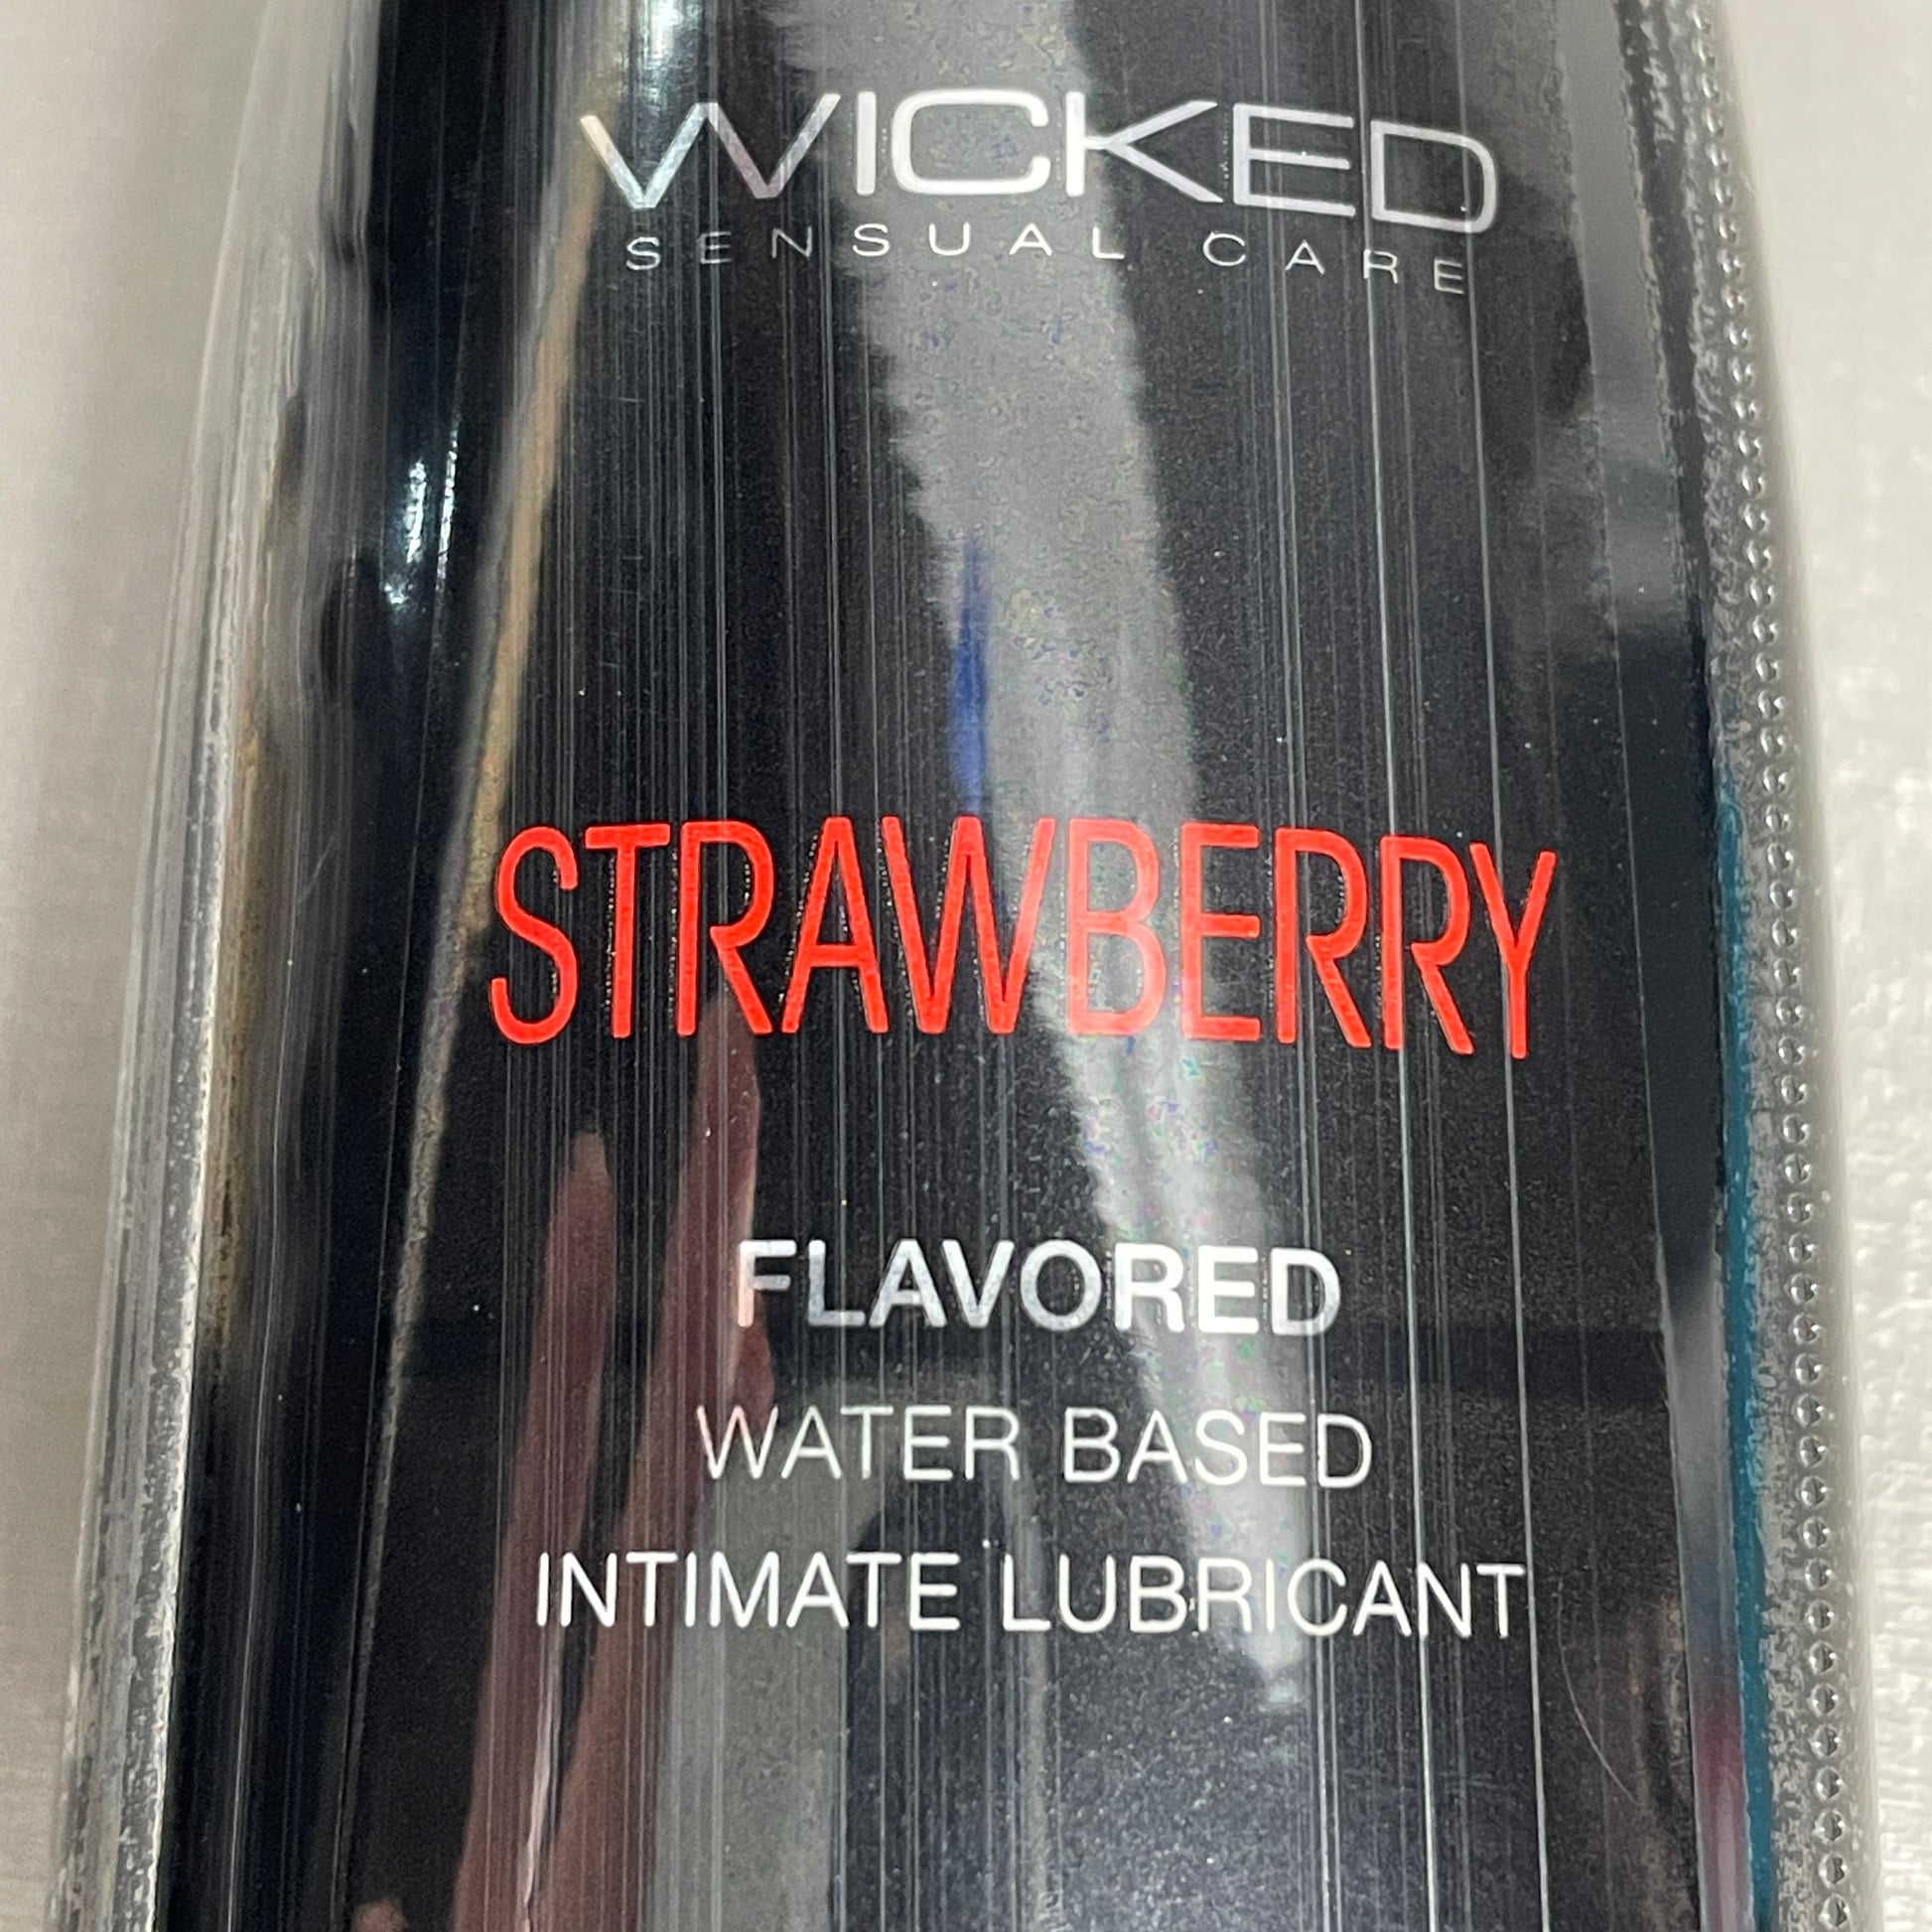 WICKED
SENSUAL CARE
STRAWBERRY
FLAVORED
WATER BASED
INTIMATE LUBRICANT